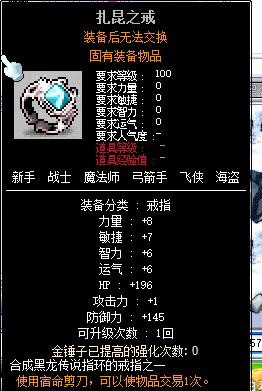 扎昆之戒
装备后无法交换
固有装备物品
要求等级： 100
要求力量： 0
要求敏捷： 0
要求智力： 0
要求运气： 0
要求人气度： -
道具等级： -
道具经验值： -
新手 战士 魔法师 弓箭手 飞侠 海盗
装备分类 : 戒指
力量 : +8
敏捷 : +7
智力 : +6
运气 : +6
HP : +196
攻击力 : +1
防御力 : +145
可升级次数 : 1回
金锤子已提高的强化次数: 0
合成黑龙传说指环的戒指之一
使用宿命剪刀，可以使物品交易1次。